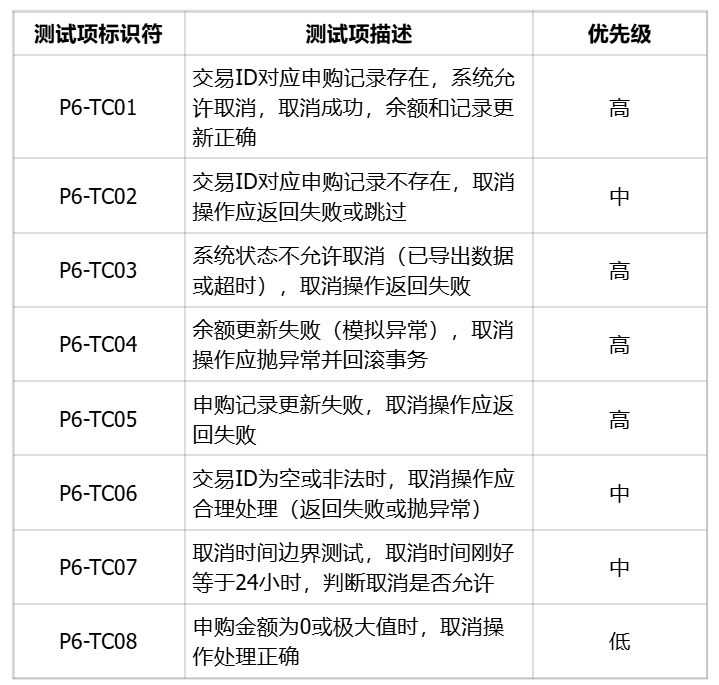 测试项标识符 测试项描述 优先级
P6-TC01 交易ID对应申购记录存在，系统允 高
许取消，取消成功，余额和记录更
新正确
P6-TC02 交易ID对应申购记录不存在，取消 中
操作应返回失败或跳过
P6-TC03 系统状态不允许取消（已导出数据 高
或超时），取消操作返回失败
P6-TC04 余额更新失败（模拟异常），取消 高
操作应抛异常并回滚事务
P6-TC05 申购记录更新失败，取消操作应返 高
回失败
P6-TC06 交易ID为空或非法时，取消操作应 中
合理处理（返回失败或抛异常）
P6-TC07 取消时间边界测试，取消时间刚好 中
等于24小时，判断取消是否允许
P6-TC08 申购金额为0或极大值时，取消操 低
作处理正确